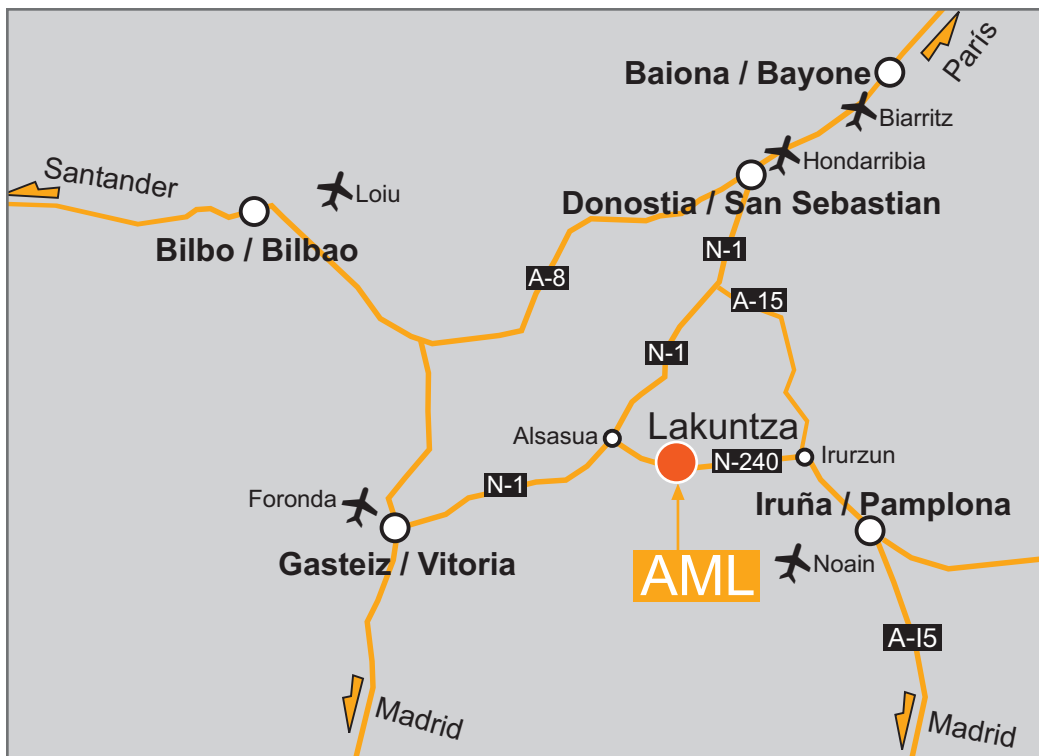 París
Baiona / Bayone
Biarritz
Hondarribia
Santander
Loiu
Donostia / San Sebastian
Bilbo / Bilbao
N-1
A-8
A-15
N-1
Lakuntza
Alsasua
N-240
Irurzun
N-1
Foronda
Iruña / Pamplona
Gasteiz / Vitoria
AML
Noain
A-I5
Madrid
Madrid